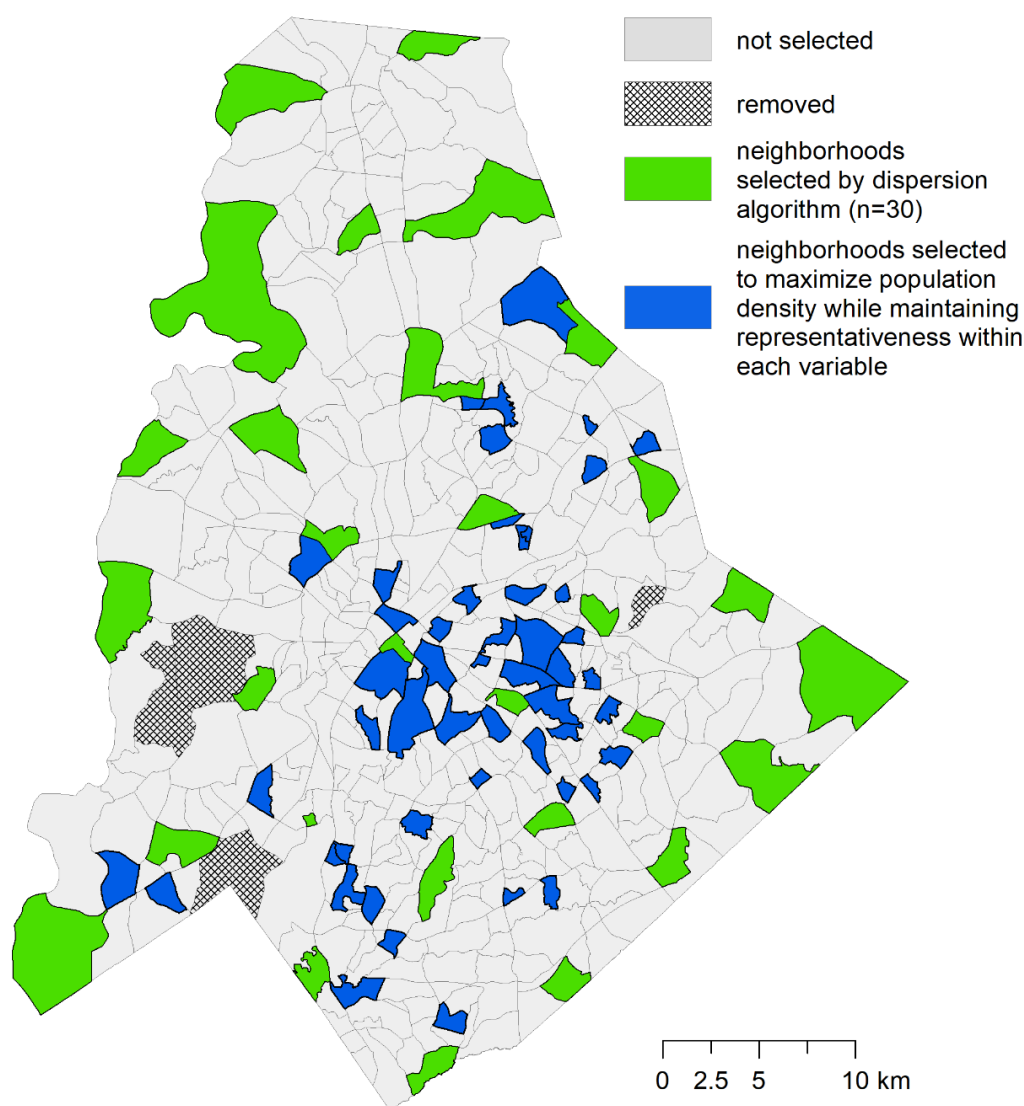 not selected
removed
neighborhoods
selected by dispersion
algorithm (n=30)
neighborhoods selected
to maximize population
density while maintaining
representativeness within
each variable
0 2.5 5 10 km